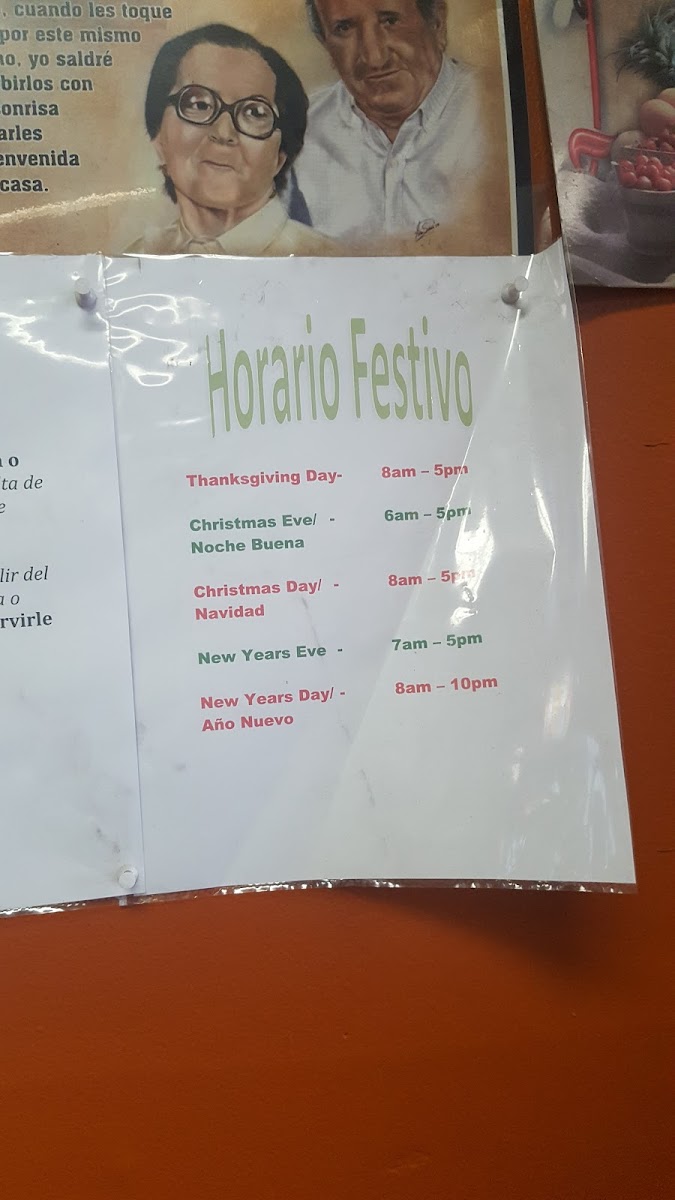 , cuando les toque
por este mismo
no, yo saldré
birlos con
onrisa
arles
envenida
casa.
Horario Festivo
Thanksgiving Day- 8am – 5pm
Christmas Eve/ - 6am – 5pm
Noche Buena
Christmas Day/ - 8am – 5pm
Navidad
New Years Eve - 7am – 5pm
New Years Day/ - 8am – 10pm
Año Nuevo
o
ta de
e
lir del
a o
rvirle